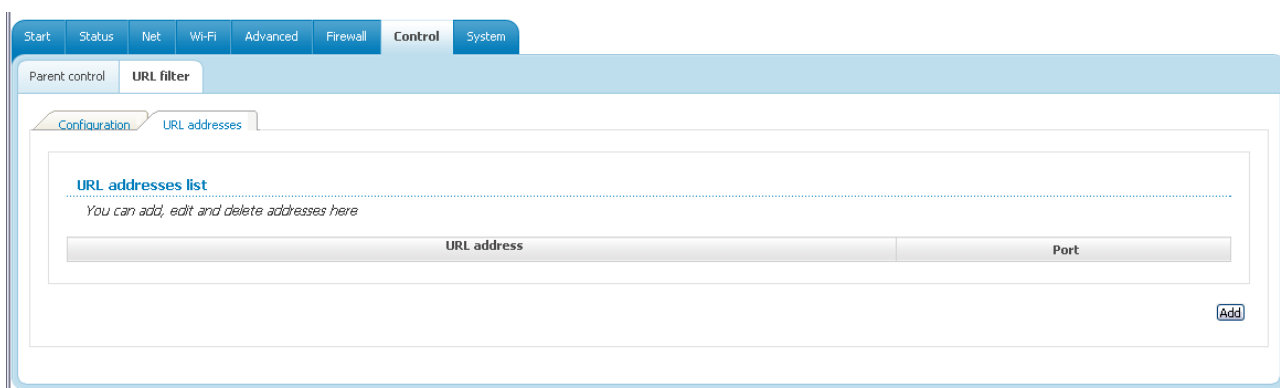 Start Status Net Wi-Fi Advanced Firewall Control System
Parent control URL filter
Configuration URL addresses
URL addresses list
You can add, edit and delete addresses here
URL address Port
Add